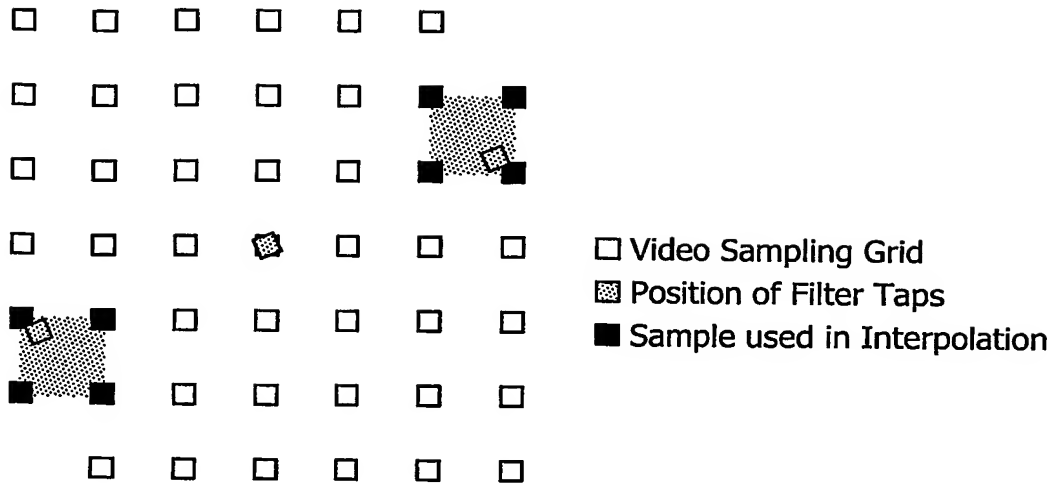 Video Sampling Grid
Position of Filter Taps
Sample used in Interpolation